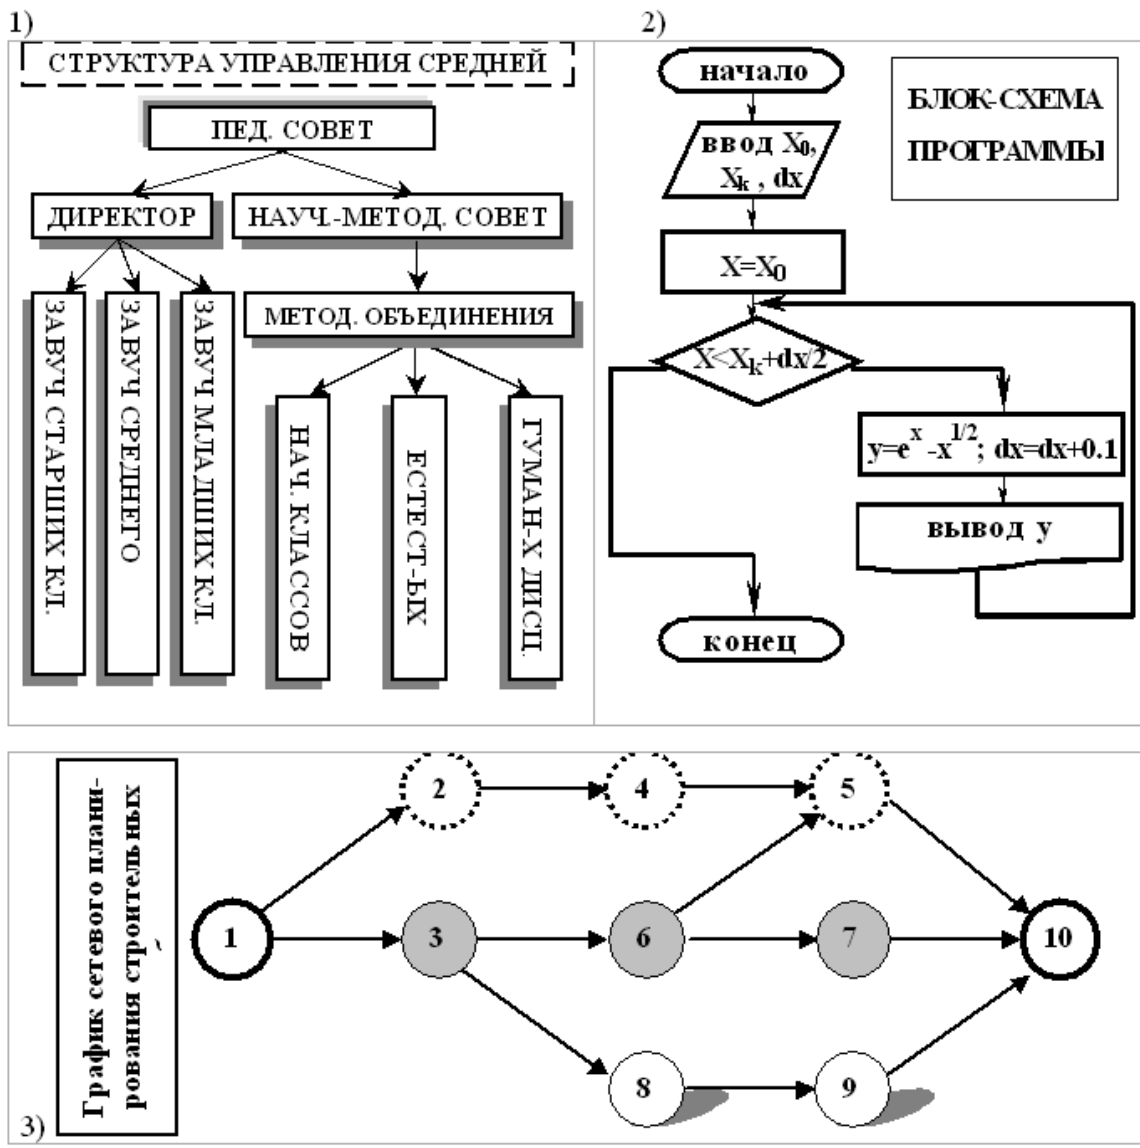 1)
СТРУКТУРА УПРАВЛЕНИЯ СРЕДНЕЙ
ПЕД. СОВЕТ
ДИРЕКТОР
НАУЧ.-МЕТОД. СОВЕТ
ЗАВУЧ СТАРШИХ КЛ.
ЗАВУЧ СРЕДНЕГО
ЗАВУЧ МЛАДШИХ КЛ.
МЕТОД. ОБЪЕДИНЕНИЯ
НАЧ. КЛАССОВ
ЕСТЕСТ-ЫХ
ГУМАН-Х ДИСЦ.
2)
начало
БЛОК-СХЕМА
ПРОГРАММЫ
ввод X0,
Xk , dx
X=X0
X<Xk+dx/2
y=e^x -x^1/2; dx=dx+0.1
вывод y
конец
3)
График сетевого плани-
рования строительных
1
2
4
5
3
6
7
10
8
9